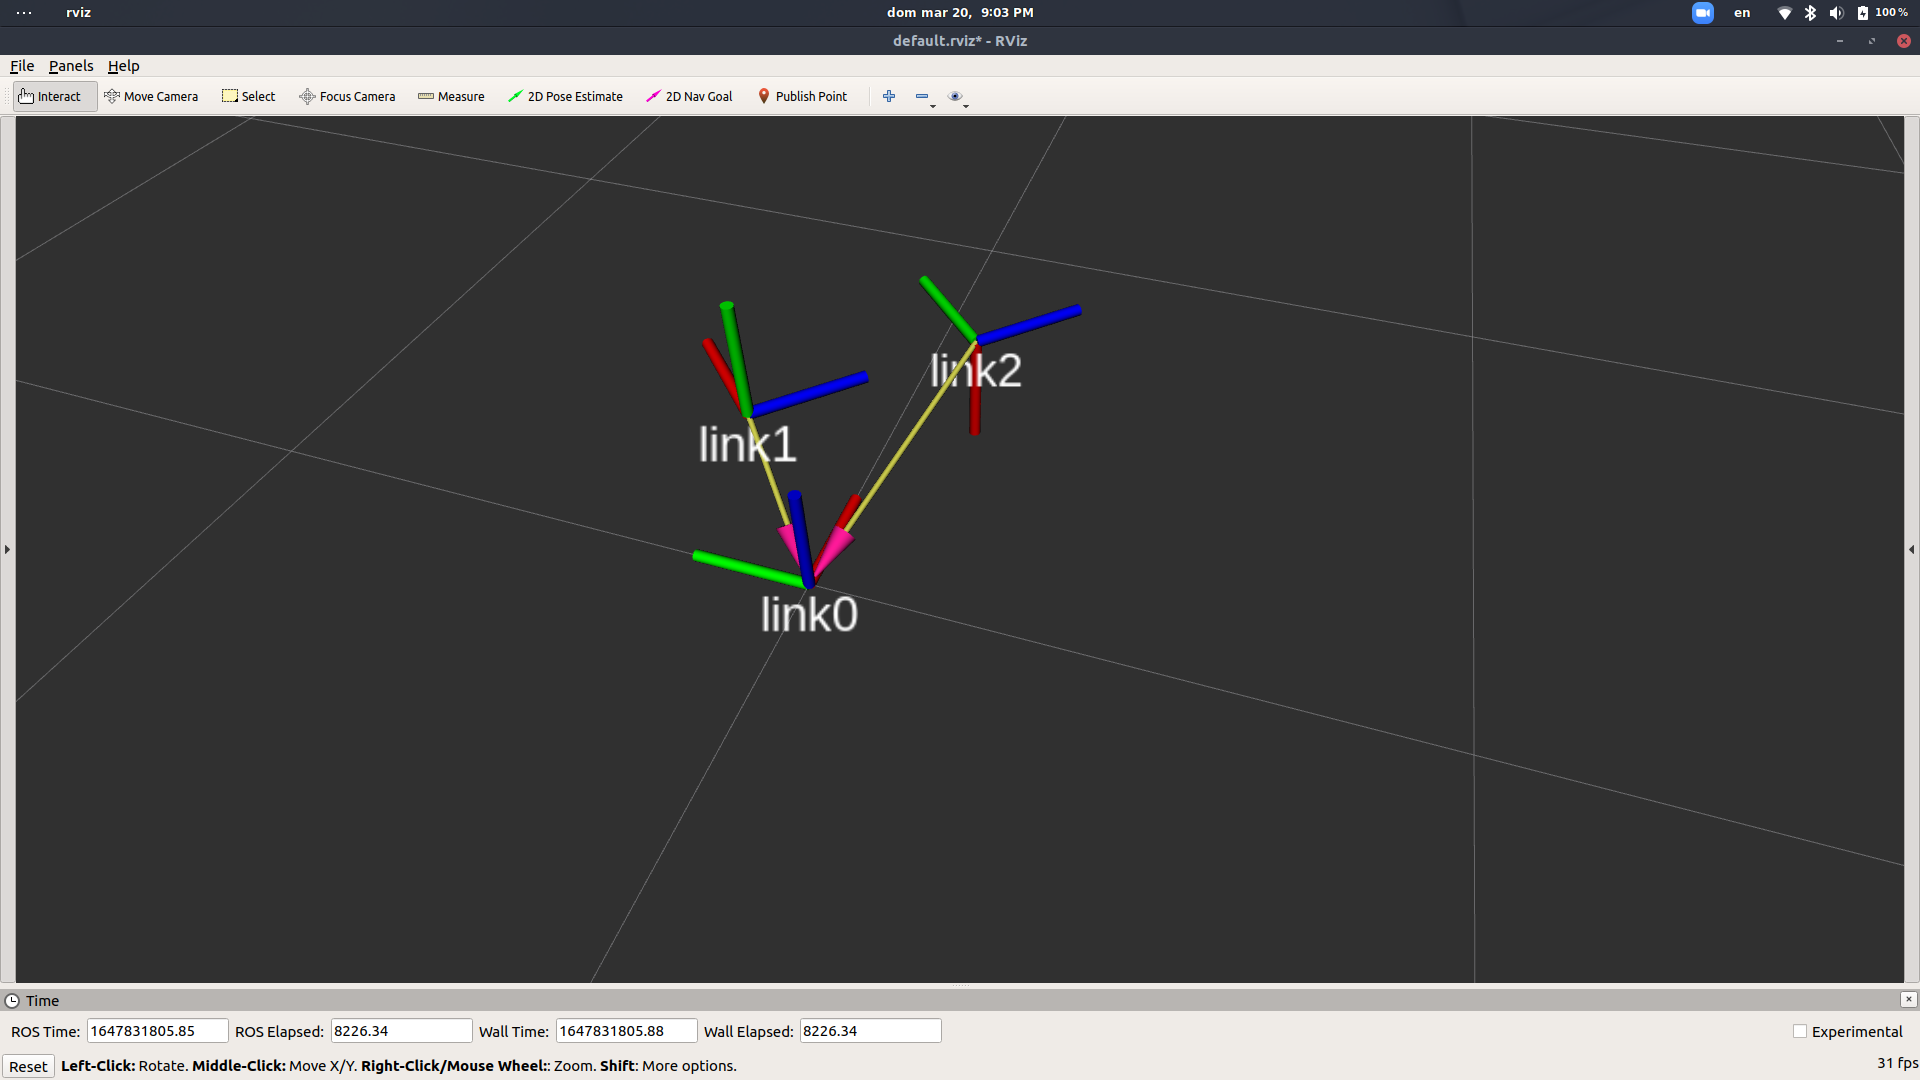 ··· rviz dom mar 20, 9:03 PM en 100 %
default.rviz* - RViz
File Panels Help
Interact Move Camera Select Focus Camera Measure 2D Pose Estimate 2D Nav Goal Publish Point
link2
link1
link0
Time
ROS Time: 1647831805.85 ROS Elapsed: 8226.34 Wall Time: 1647831805.88 Wall Elapsed: 8226.34 Experimental
Reset Left-Click: Rotate. Middle-Click: Move X/Y. Right-Click/Mouse Wheel:: Zoom. Shift: More options. 31 fps